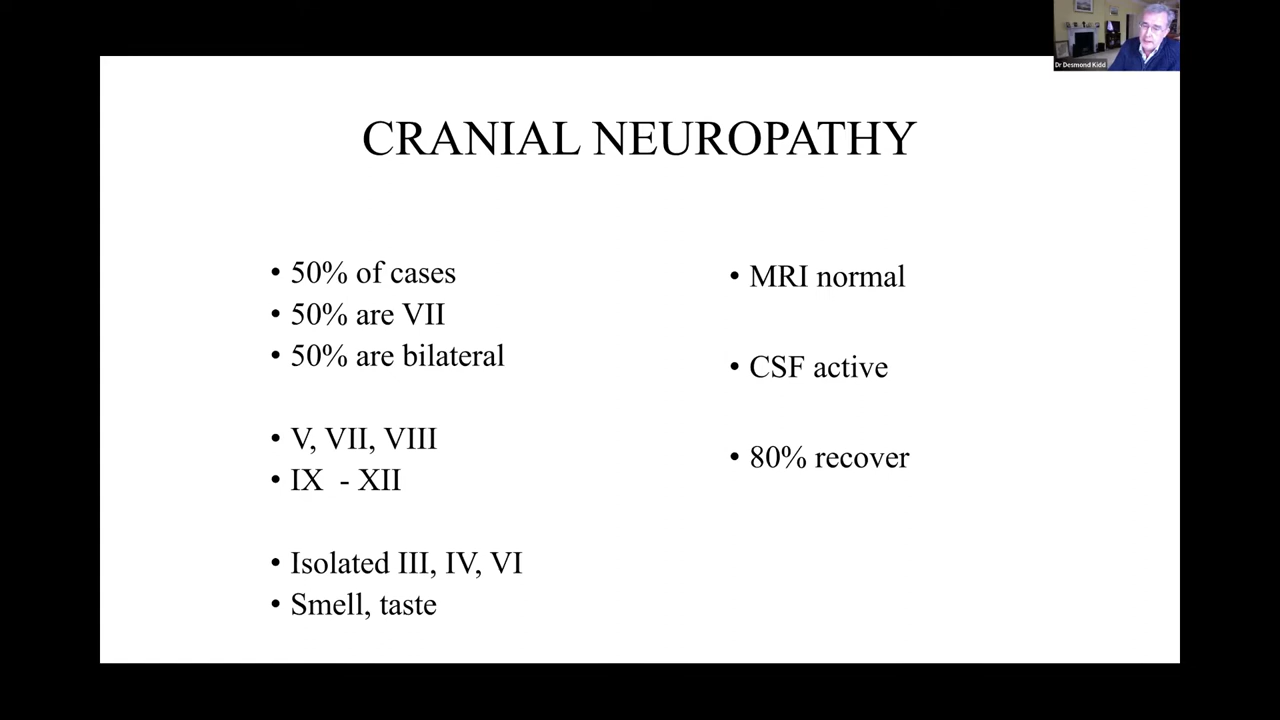 Dr Desmond Kidd
CRANIAL NEUROPATHY
• 50% of cases
• 50% are VII
• 50% are bilateral
• V, VII, VIII
• IX - XII
• Isolated III, IV, VI
• Smell, taste
• MRI normal
• CSF active
• 80% recover